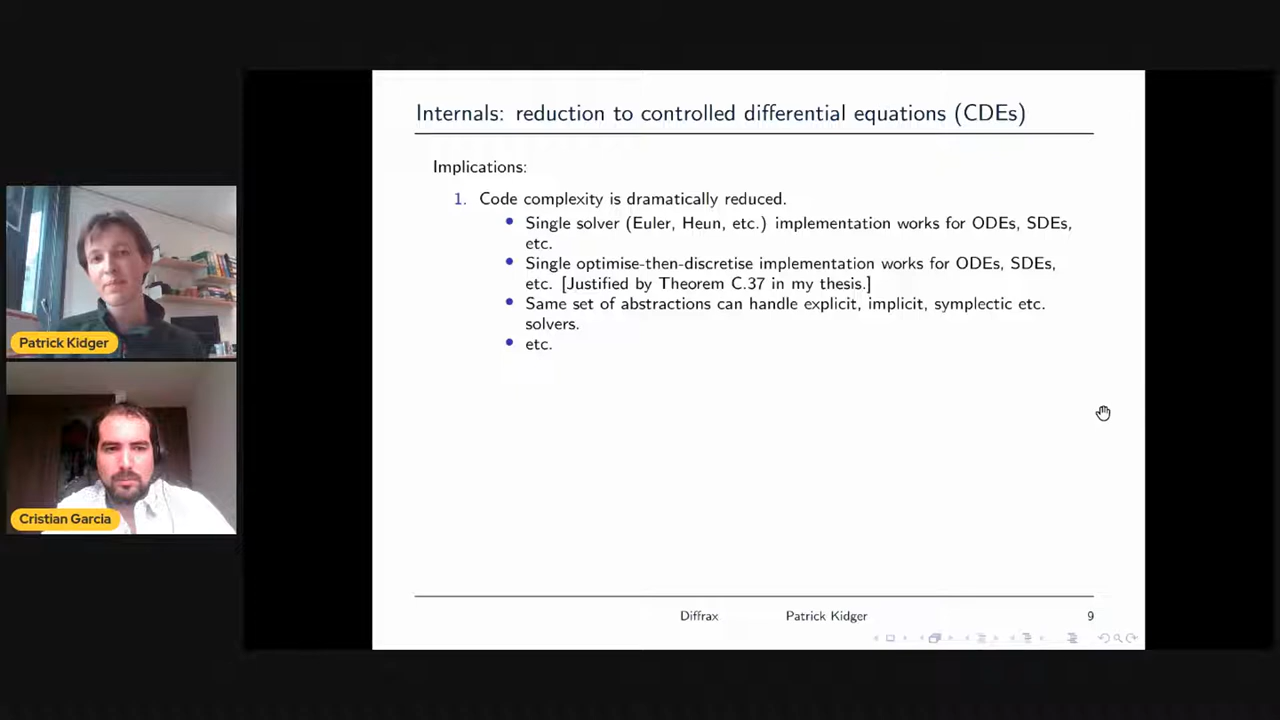 Internals: reduction to controlled differential equations (CDEs)
Implications:
1. Code complexity is dramatically reduced.
• Single solver (Euler, Heun, etc.) implementation works for ODEs, SDEs,
etc.
• Single optimise-then-discretise implementation works for ODEs, SDEs,
etc. [Justified by Theorem C.37 in my thesis.]
• Same set of abstractions can handle explicit, implicit, symplectic etc.
solvers.
• etc.
Patrick Kidger
Cristian Garcia
Diffrax Patrick Kidger 9